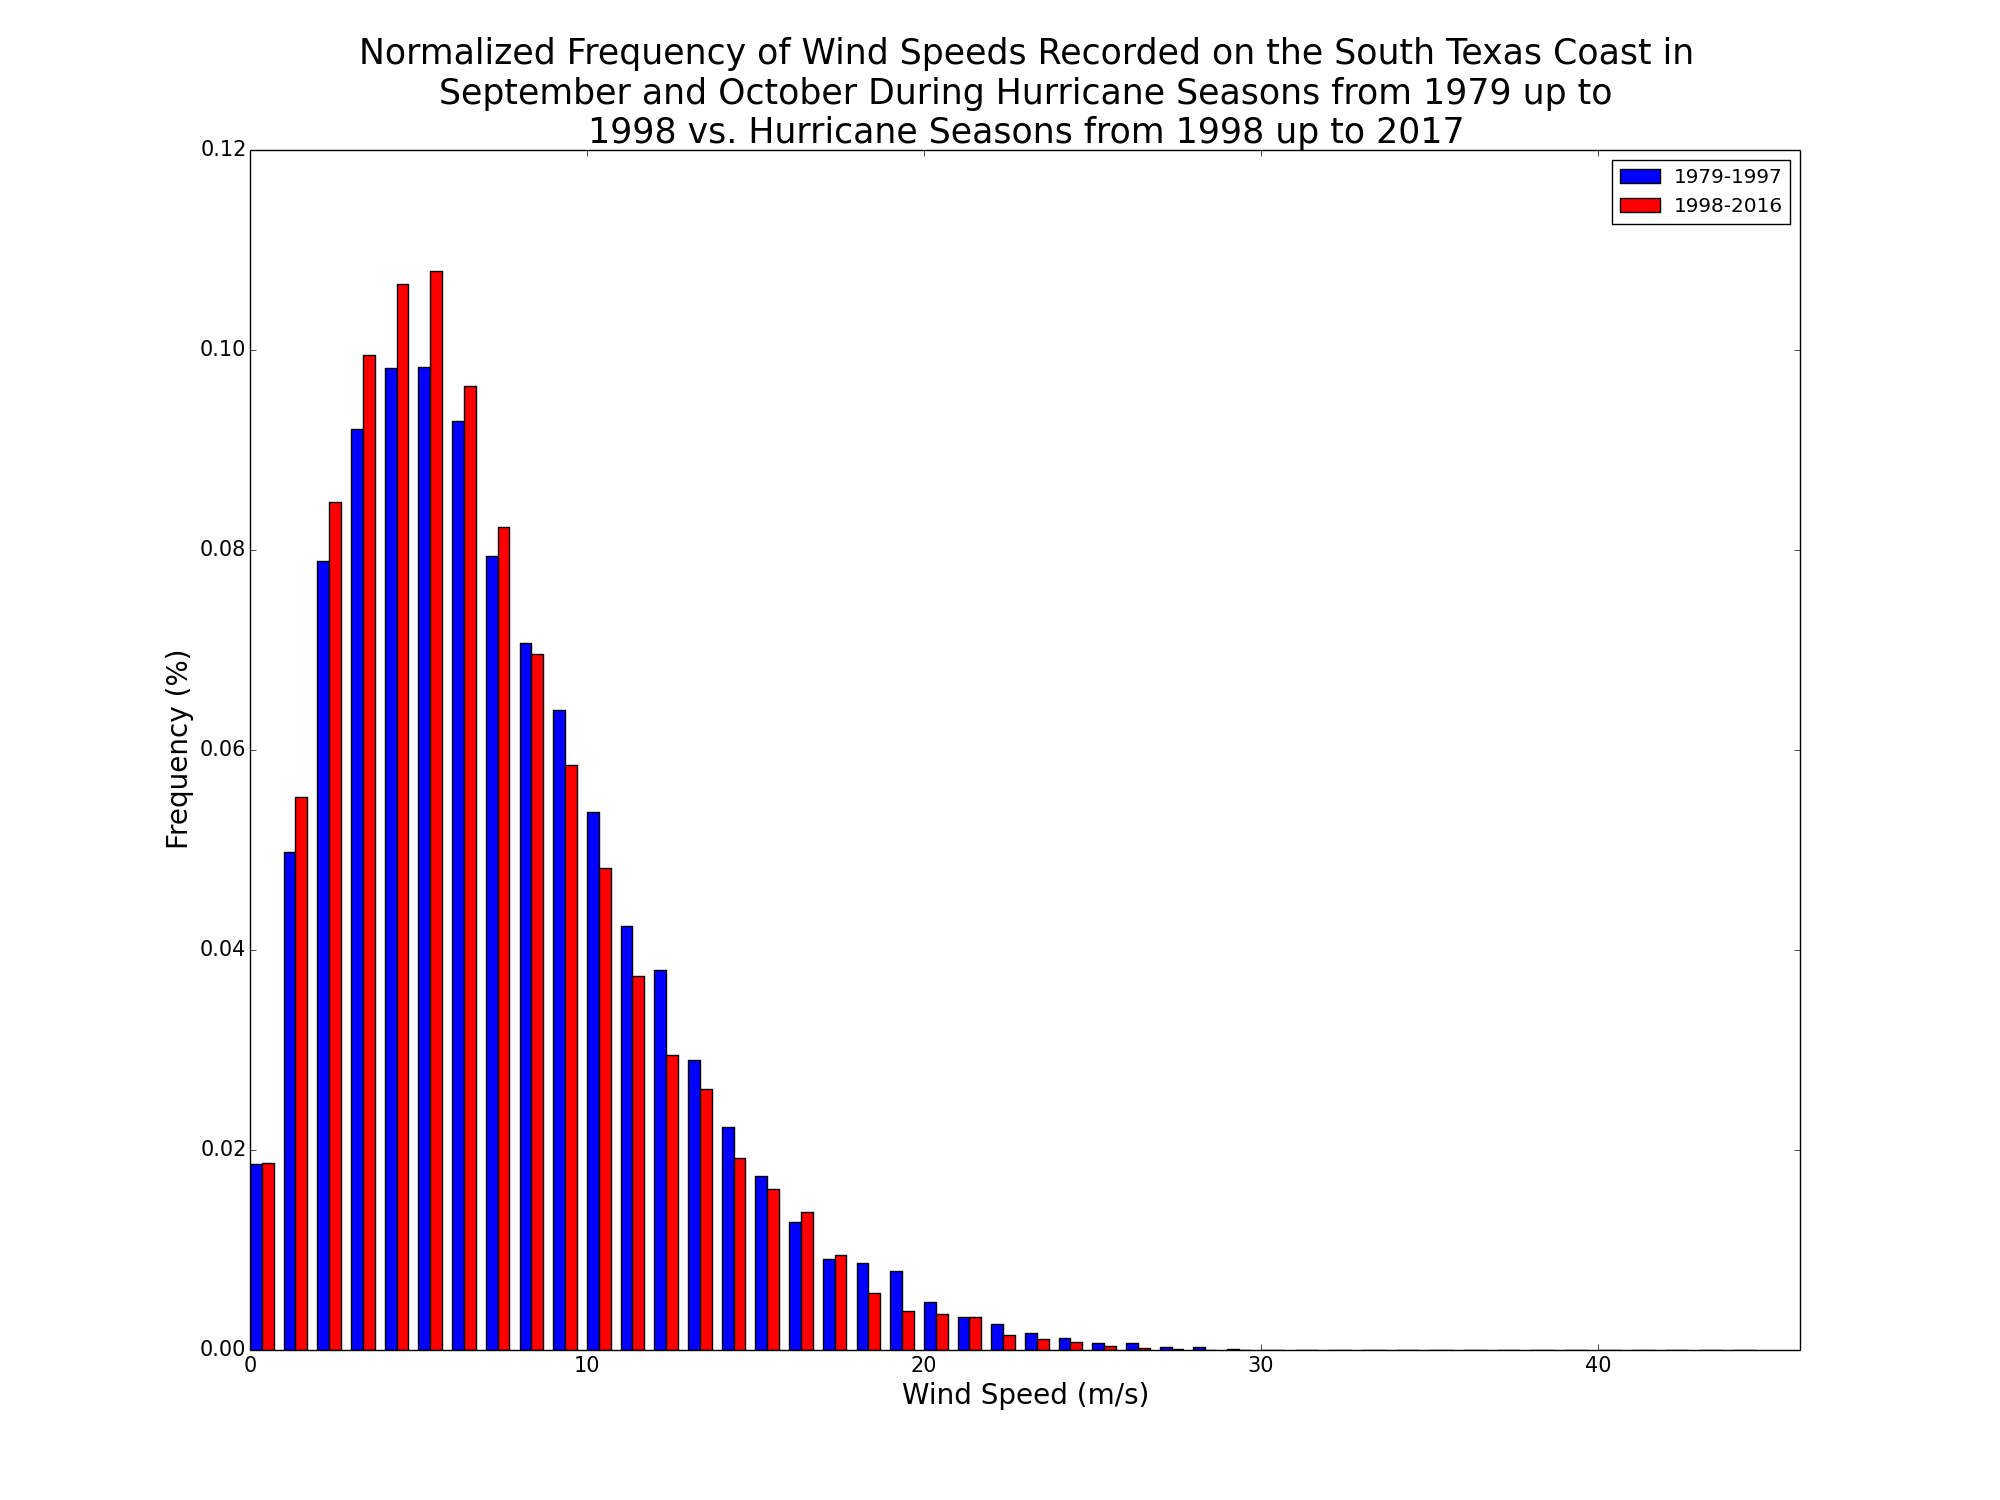 Normalized Frequency of Wind Speeds Recorded on the South Texas Coast in
September and October During Hurricane Seasons from 1979 up to
1998 vs. Hurricane Seasons from 1998 up to 2017
0.12
1979-1997
1998-2016
0.10
0.08
0.06
0.04
0.02
0.00
Frequency (%)
0 10 20 30 40
Wind Speed (m/s)